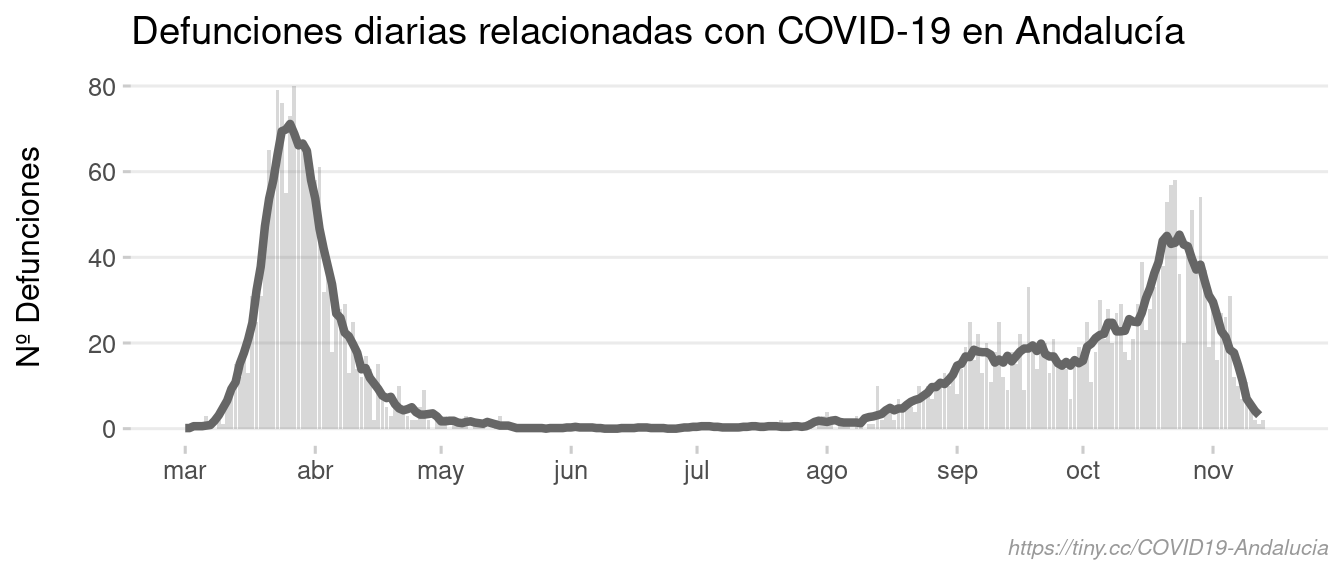 Defunciones diarias relacionadas con COVID-19 en Andalucía
Nº Defunciones
80
60
40
20
0
mar abr may jun jul ago sep oct nov
https://tiny.cc/COVID19-Andalucia